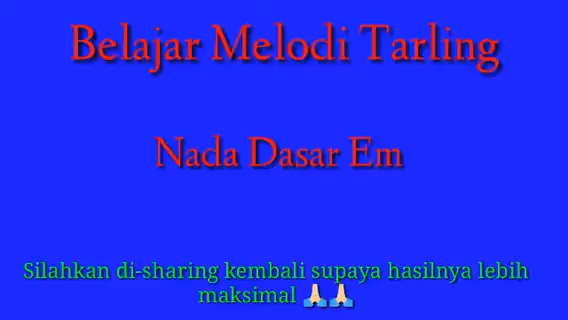 Belajar Melodi Tarling
Nada Dasar Em
Silahkan di-sharing kembali supaya hasilnya lebih
maksimal 🙏🏻🙏🏻